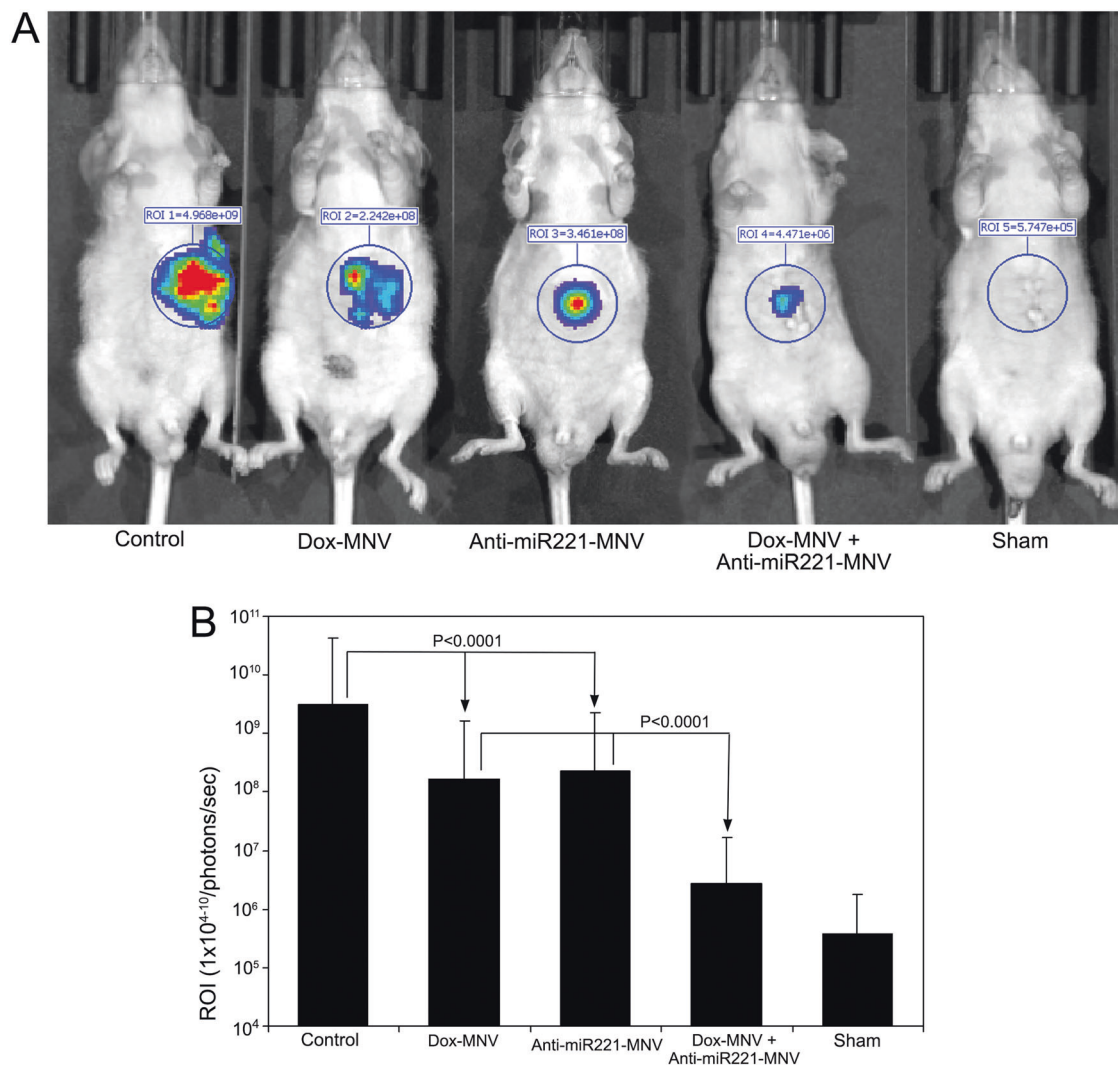 A
ROI 1=4.968e+09
ROI 2=2.242e+08
ROI 3=3.461e+08
ROI 4=4.471e+06
ROI 5=5.747e+05
Control
Dox-MNV
Anti-miR221-MNV
Dox-MNV +
Anti-miR221-MNV
Sham
B
ROI (1x10⁴⁻¹⁰/photons/sec)
10¹¹
10¹⁰
10⁹
10⁸
10⁷
10⁶
10⁵
10⁴
P<0.0001
P<0.0001
Control
Dox-MNV
Anti-miR221-MNV
Dox-MNV +
Anti-miR221-MNV
Sham